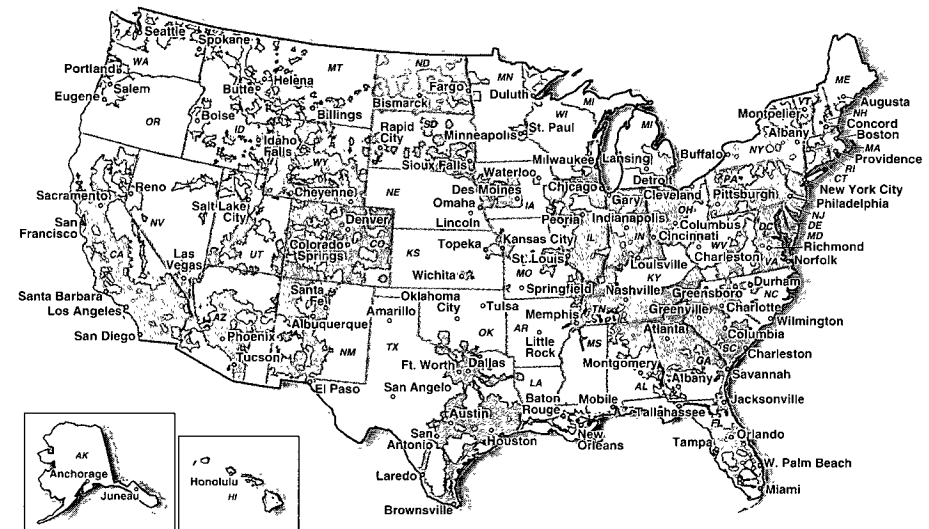 Seattle
Spokane
WA
Portland
Salem
Eugene
OR
Butte
Helena
MT
Billings
Boise
ID
Idaho
Falls
WY
ND
Fargo
Bismarck
SD
Rapid
City
Sioux Falls
MN
Duluth
Minneapolis
St. Paul
WI
MI
MI
Milwaukee
Lansing
Detroit
Buffalo
NY
Albany
Montpelier
VT
ME
Augusta
NH
Concord
Boston
MA
Providence
RI
CT
New York City
Philadelphia
NJ
DE
MD
DC
Richmond
Norfolk
VA
PA
Pittsburgh
Cleveland
OH
Columbus
Cincinnati
WV
Charleston
Gary
Chicago
Indianapolis
IN
IL
Peoria
Waterloo
Des Moines
IA
Omaha
Lincoln
NE
Cheyenne
Denver
Colorado
Springs
CO
Salt Lake
City
UT
Reno
NV
Las
Vegas
Sacramento
San
Francisco
CA
Santa Barbara
Los Angeles
San Diego
AZ
Phoenix
Tucson
Santa
Fe
Albuquerque
NM
El Paso
Topeka
KS
Wichita
Kansas City
St. Louis
MO
Springfield
Louisville
KY
Nashville
TN
Memphis
Greensboro
Durham
NC
Charlotte
Wilmington
Greenville
Columbia
SC
Charleston
Atlanta
GA
Savannah
Albany
Jacksonville
Tallahassee
FL
Orlando
Tampa
W. Palm Beach
Miami
Montgomery
AL
Mobile
MS
AR
Little
Rock
LA
Baton
Rouge
New
Orleans
Oklahoma
City
Tulsa
OK
Amarillo
TX
Ft. Worth
Dallas
San Angelo
Austin
San
Antonio
Houston
Laredo
Brownsville
AK
Anchorage
Juneau
Honolulu
HI